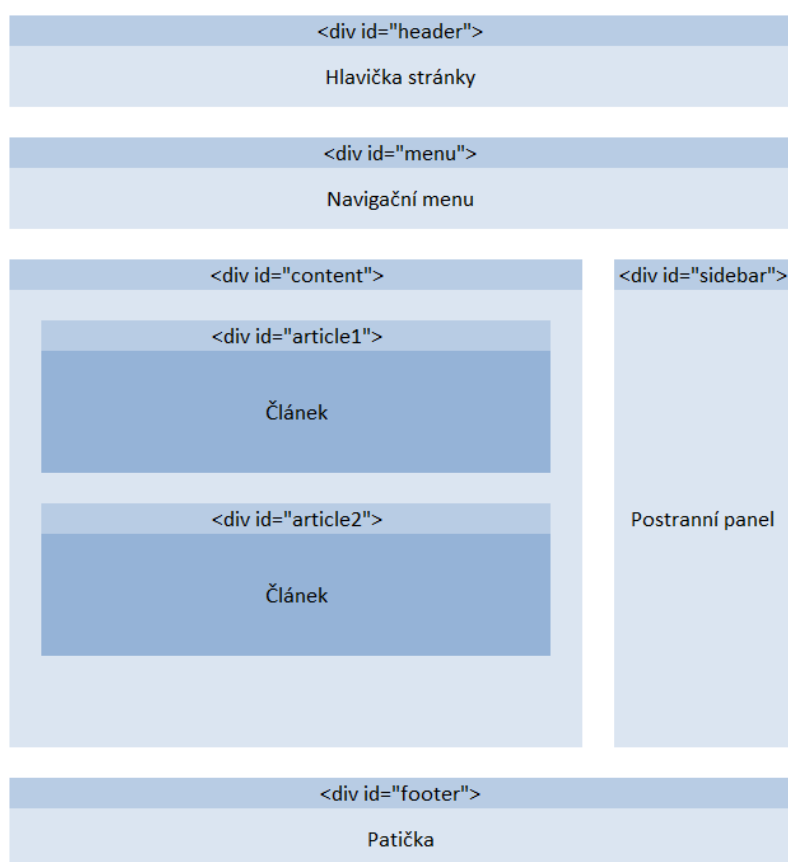 <div id="header">
Hlavička stránky
<div id="menu">
Navigační menu
<div id="content">
<div id="article1">
Článek
<div id="article2">
Článek
<div id="sidebar">
Postranní panel
<div id="footer">
Patička